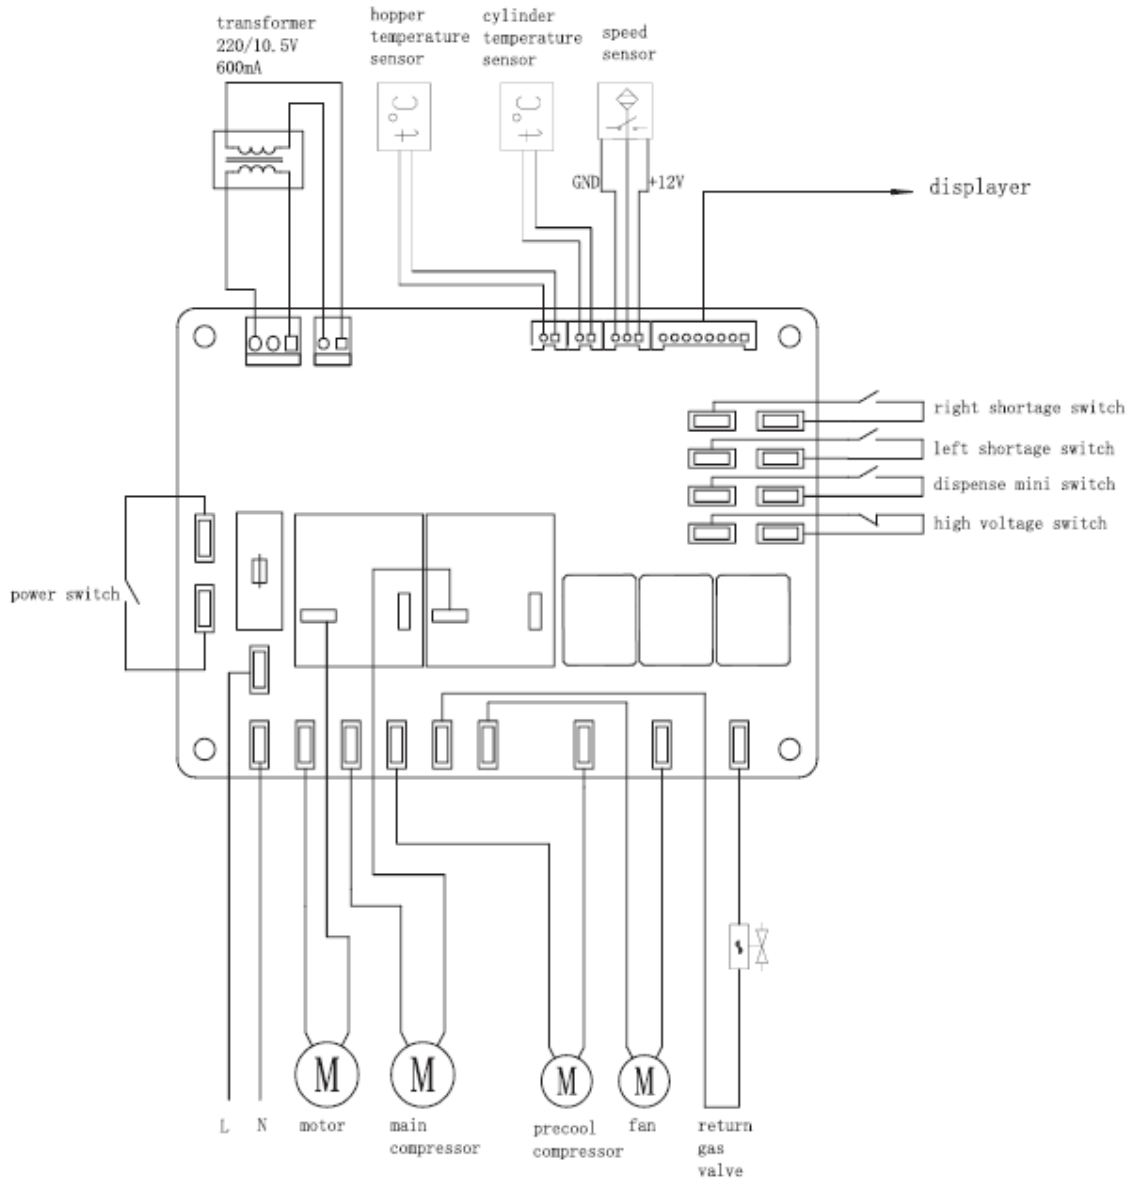 transformer
220/10.5V
600mA
hopper
temperature
sensor
cylinder
temperature
sensor
speed
sensor
t°C
t°C
GND
+12V
displayer
right shortage switch
left shortage switch
dispense mini switch
high voltage switch
power switch
M
M
M
M
L
N
motor
main
compressor
precool
compressor
fan
return
gas
valve